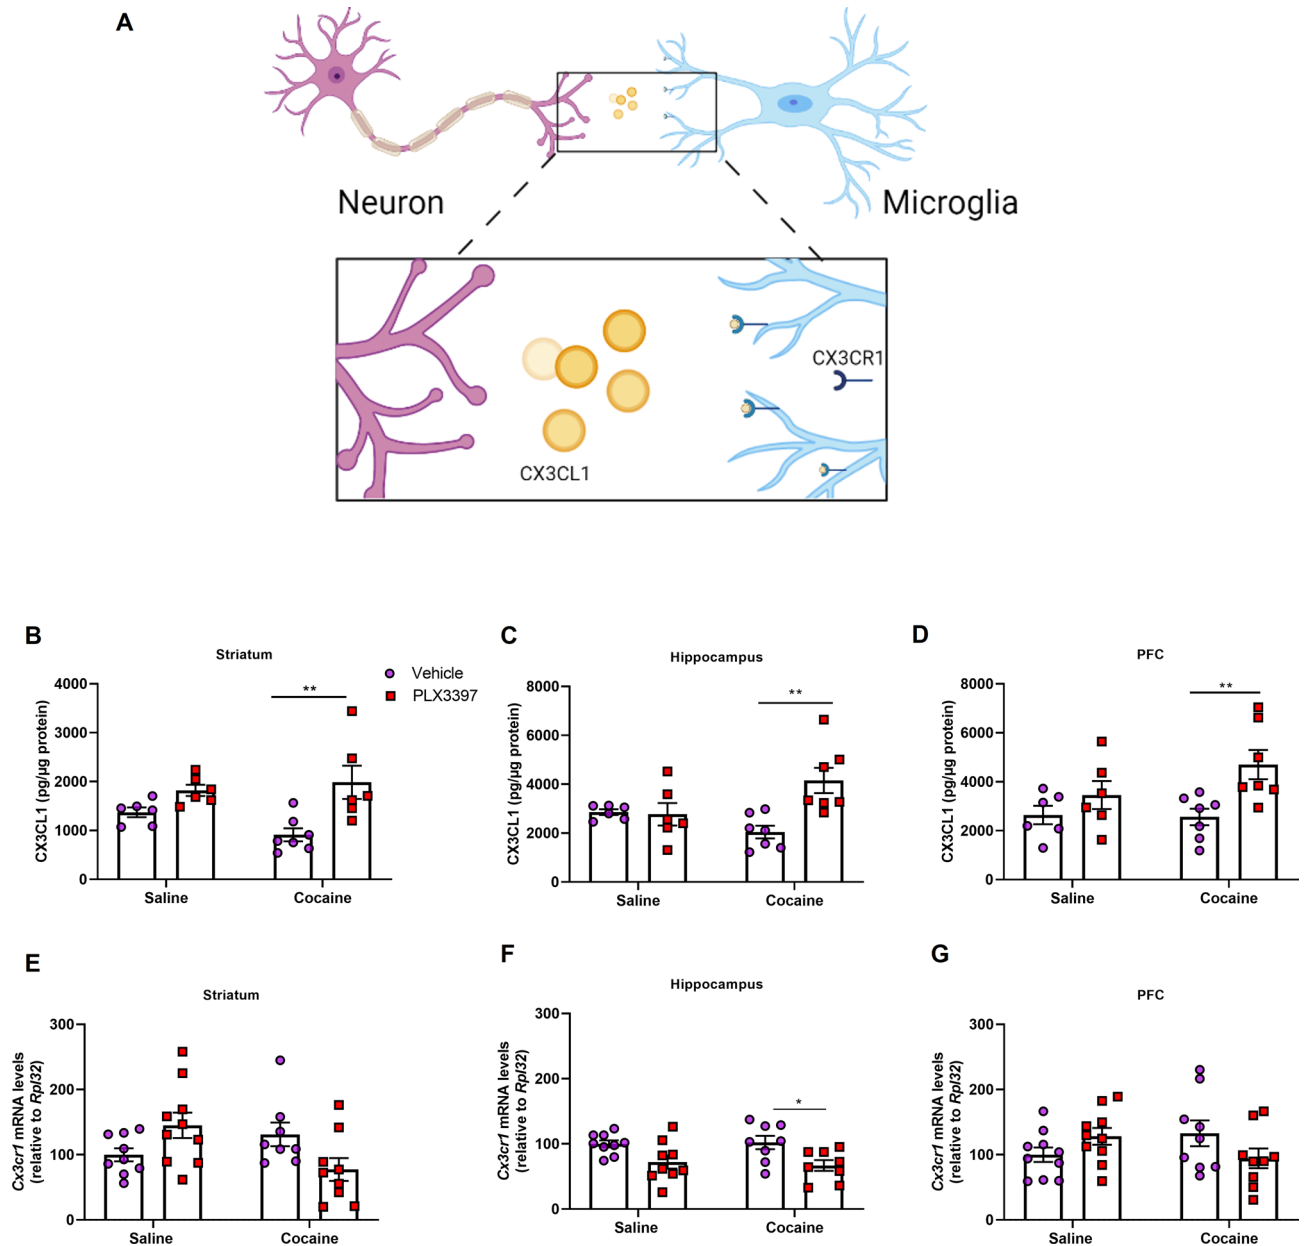 A
Neuron
Microglia
CX3CR1
CX3CL1
B
Striatum
4000
3000
2000
1000
0
CX3CL1 (pg/µg protein)
**
Saline
Cocaine
Vehicle
PLX3397
C
Hippocampus
8000
6000
4000
2000
0
CX3CL1 (pg/µg protein)
**
Saline
Cocaine
D
PFC
8000
6000
4000
2000
0
CX3CL1 (pg/µg protein)
**
Saline
Cocaine
E
Striatum
300
200
100
0
Cx3cr1 mRNA levels
(relative to Rpl32)
Saline
Cocaine
F
Hippocampus
300
200
100
0
Cx3cr1 mRNA levels
(relative to Rpl32)
*
Saline
Cocaine
G
PFC
300
200
100
0
Cx3cr1 mRNA levels
(relative to Rpl32)
Saline
Cocaine